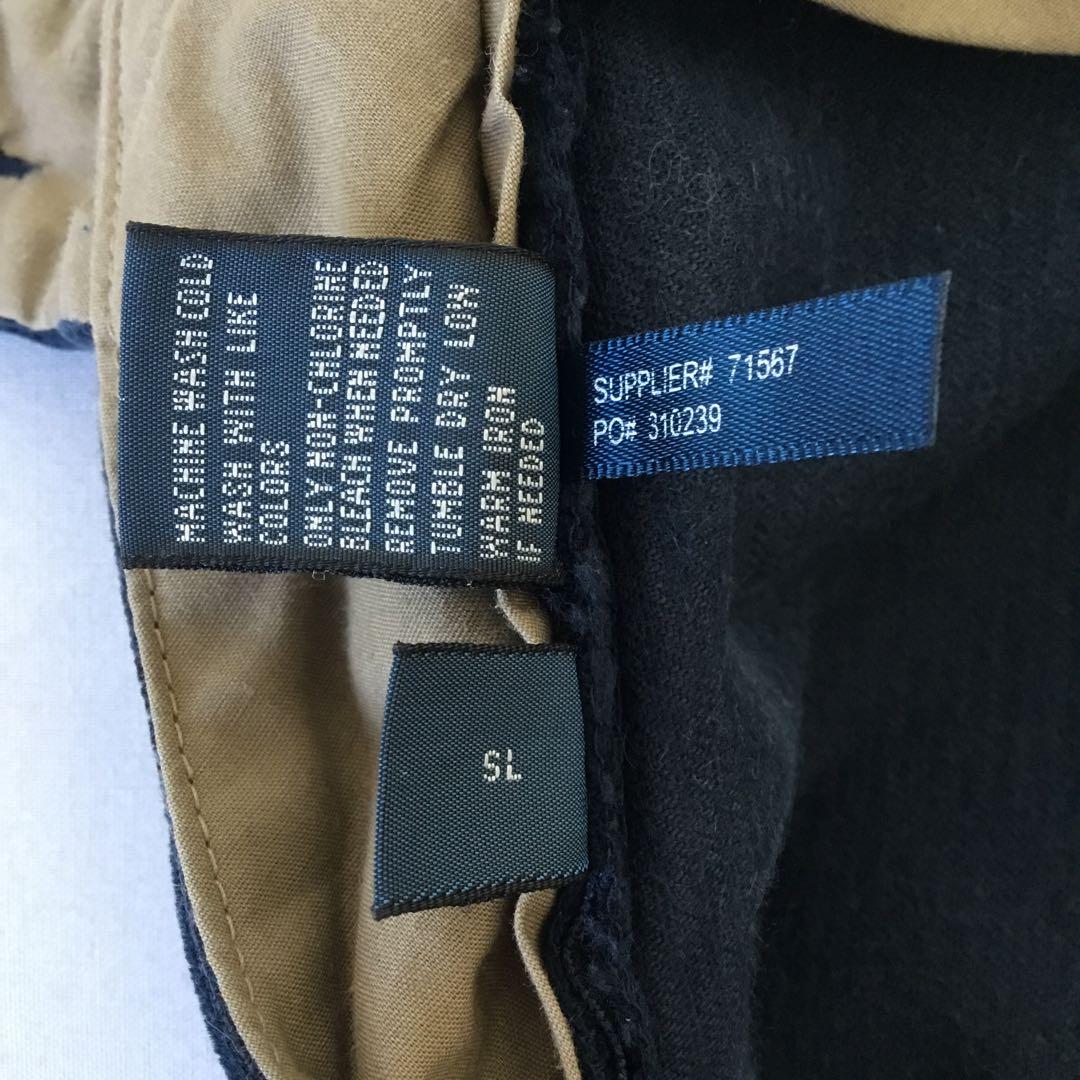 MACHINE WASH COLD
WASH WITH LIKE
COLORS
ONLY NON-CHLORINE
BLEACH WHEN NEEDED
REMOVE PROMPTLY
TUMBLE DRY LOW
WARM IRON
IF NEEDED
SUPPLIER# 71567
PO# 310239
SL